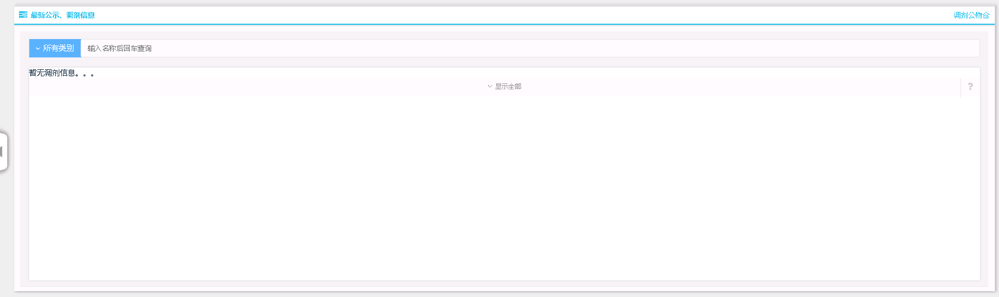 最新公示、调剂信息
调剂公物仓
所有类别
输入名称后回车查询
暂无调剂信息。。。
显示全部
?